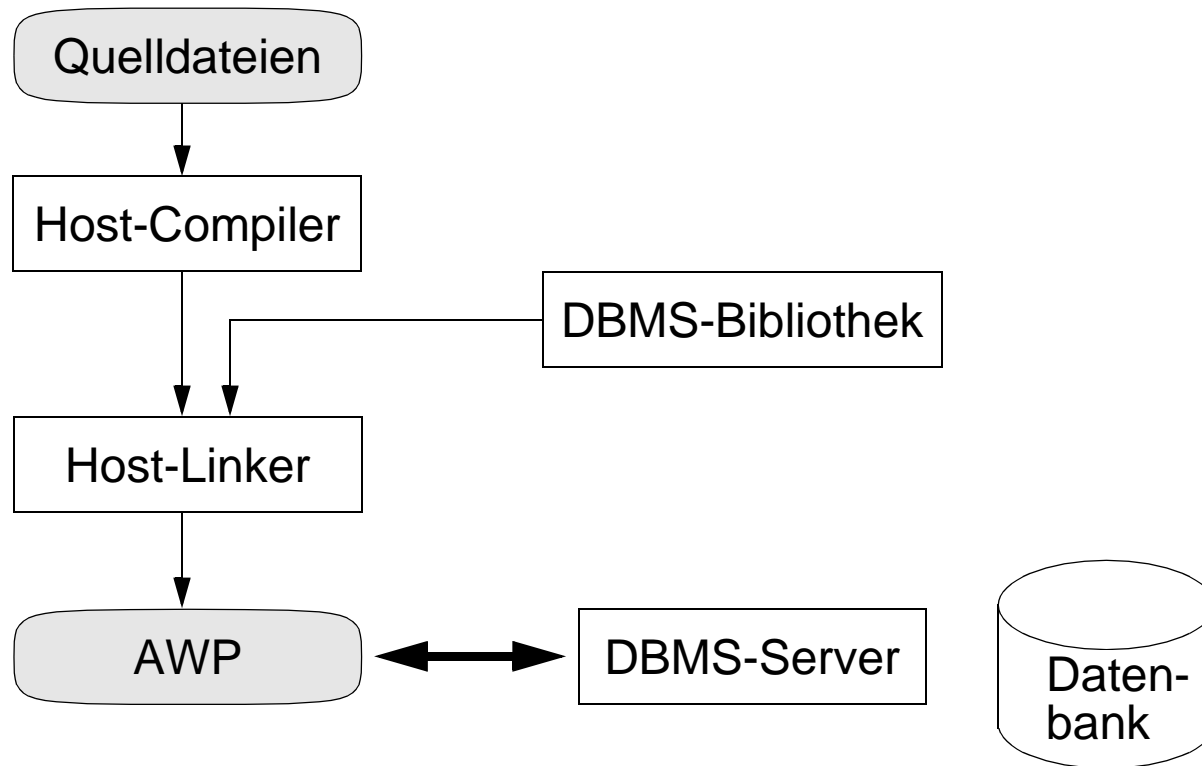 Quelldateien
Host-Compiler
DBMS-Bibliothek
Host-Linker
AWP
DBMS-Server
Daten-
bank